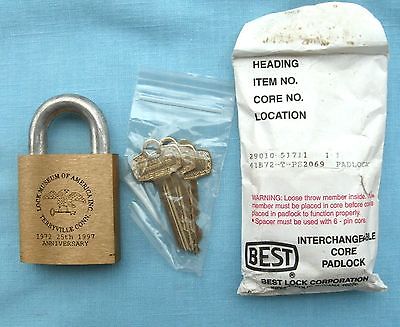 LOCK MUSEUM OF AMERICA INC.
TERRYVILLE CONN.
1972 25th 1997
ANNIVERSARY
HEADING
ITEM NO.
CORE NO.
LOCATION
29010 51711 1 1
41B72-T-PS2069 PADLOCK
WARNING: Loose throw member inside.
member must be placed in core before core
placed in padlock to function properly.
• Spacer must be used with 6 - pin core.
BEST
INTERCHANGEABLE
CORE
PADLOCK
BEST LOCK CORPORATION